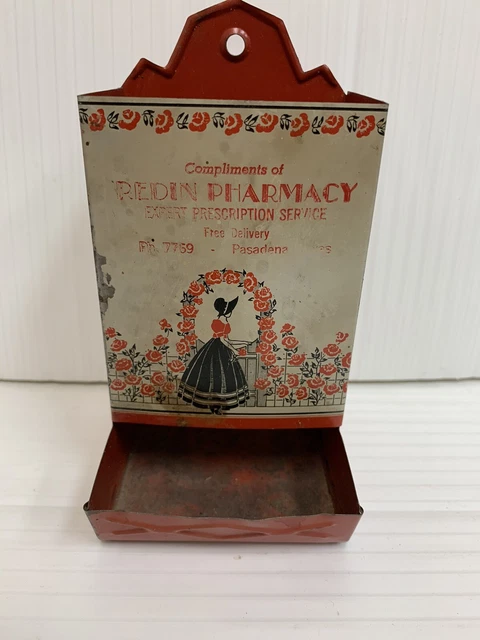 Compliments of
REDIN PHARMACY
EXPERT PRESCRIPTION SERVICE
Free Delivery
Ph. 7759 - Pasadena